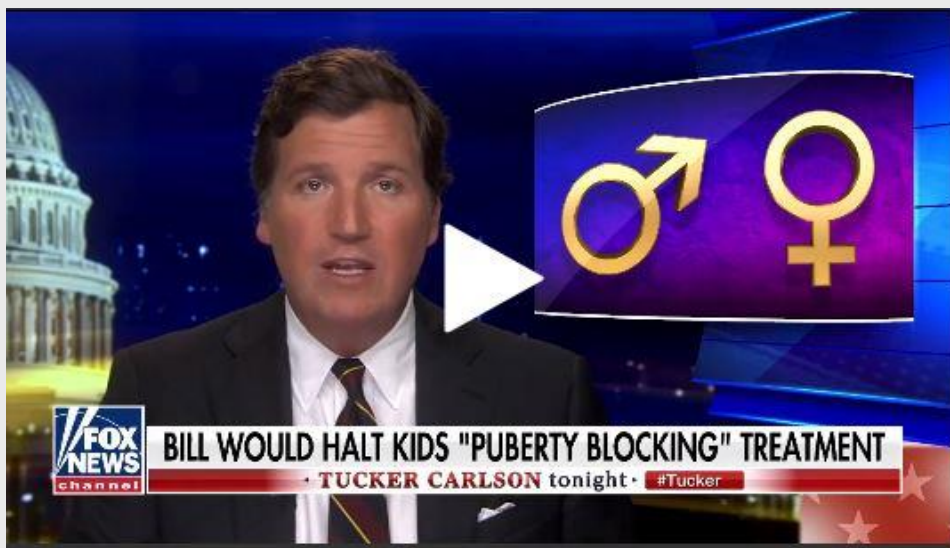 FOX
NEWS
channel
BILL WOULD HALT KIDS "PUBERTY BLOCKING" TREATMENT
· TUCKER CARLSON tonight · #Tucker